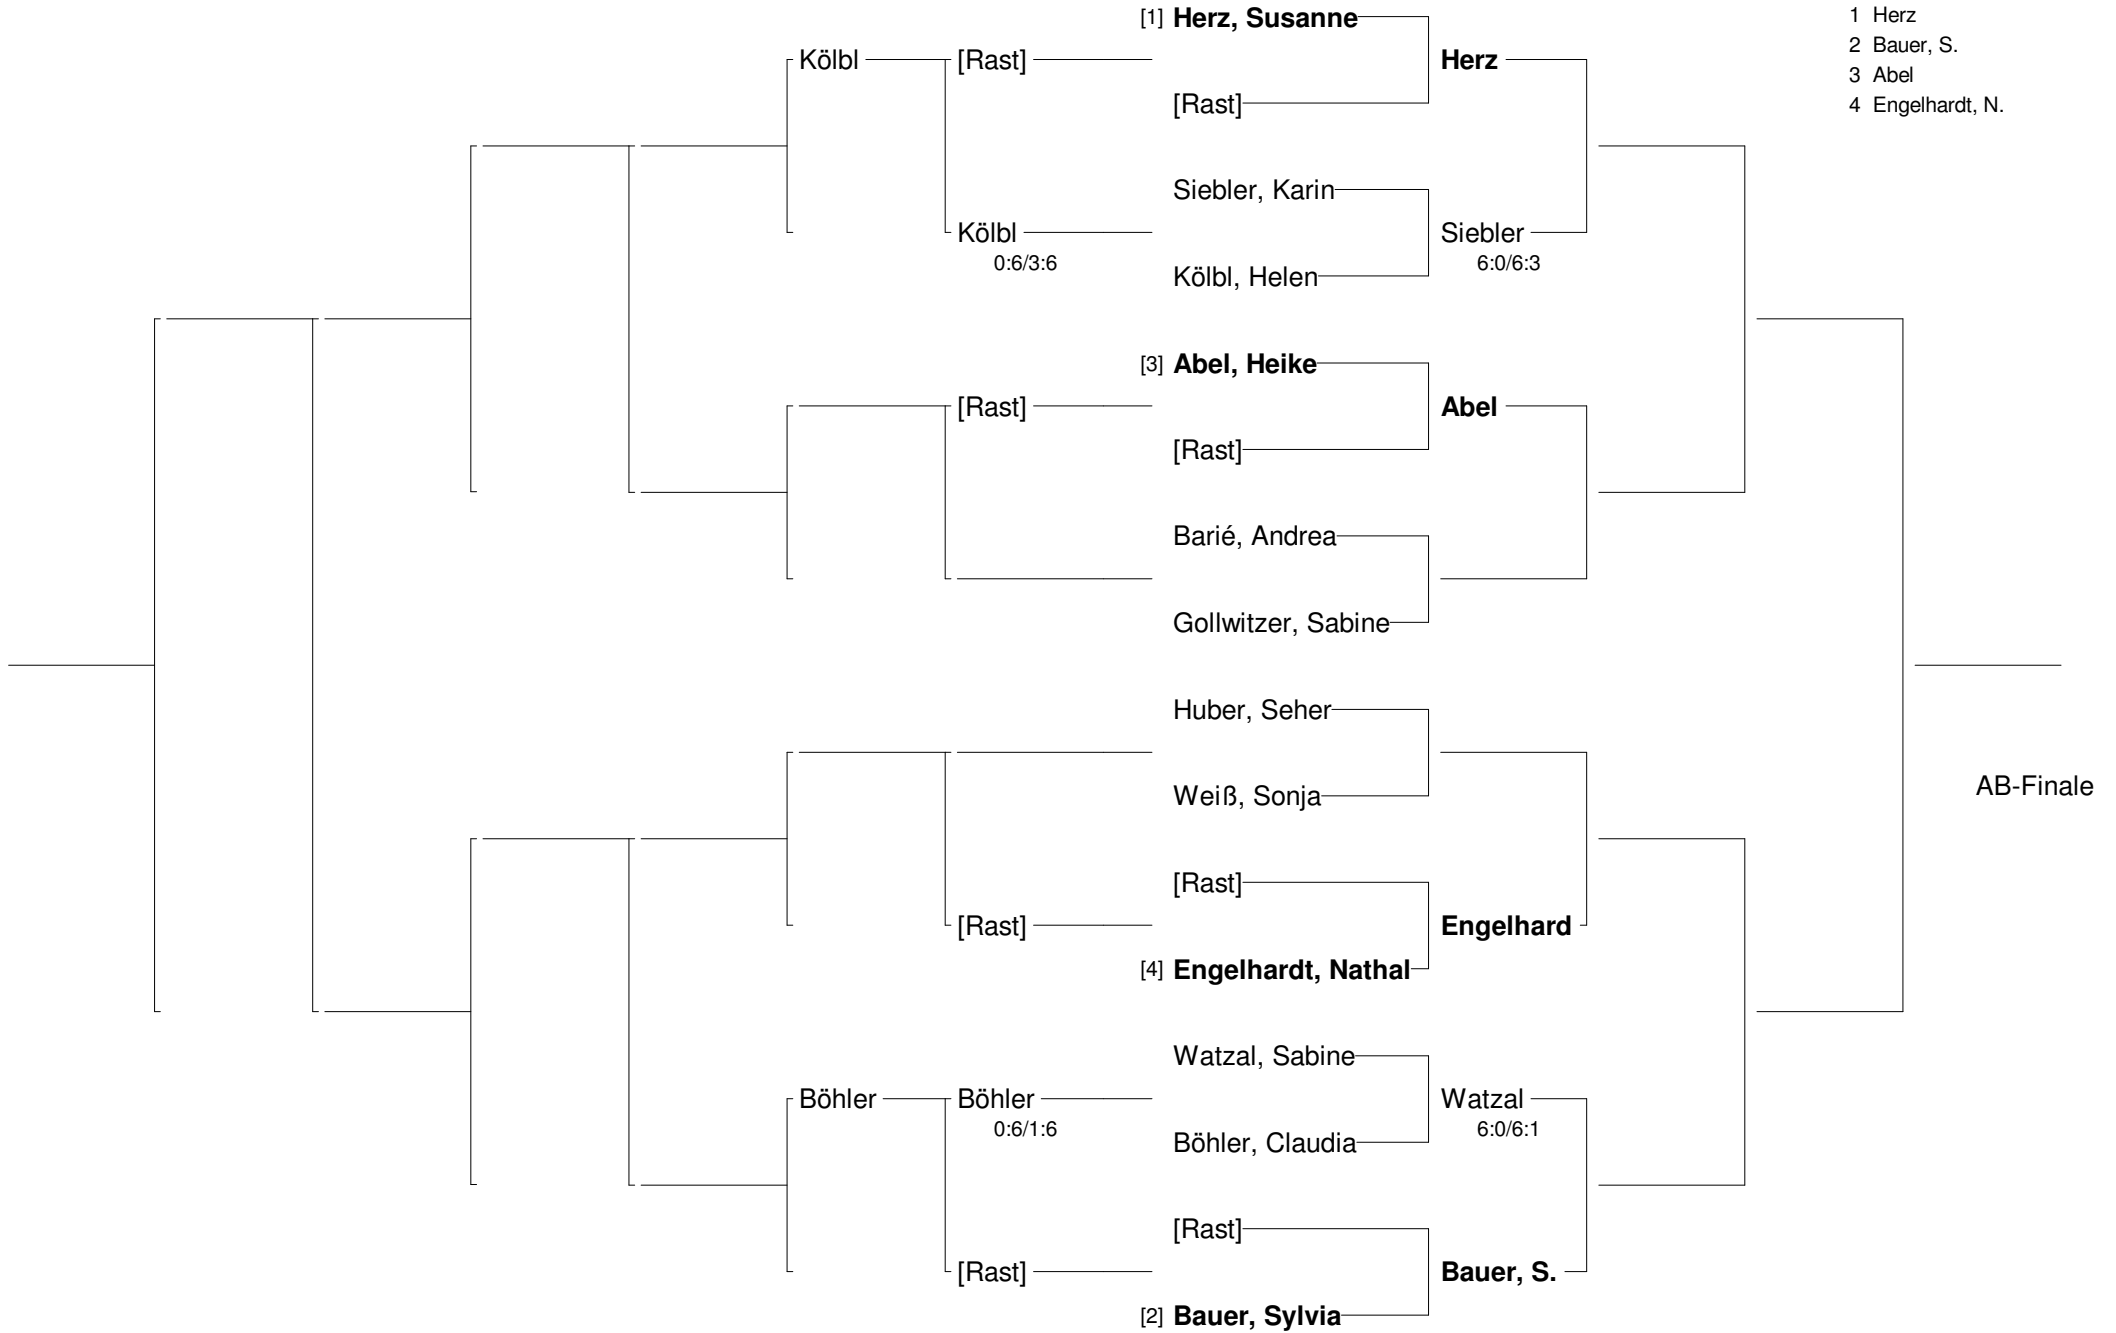 [1] Herz, Susanne
1 Herz
Kölbl [Rast] Herz
2 Bauer, S.
3 Abel
[Rast]
4 Engelhardt, N.
Siebler, Karin
Kölbl Siebler
0:6/3:6 6:0/6:3
Kölbl, Helen
[3] Abel, Heike
[Rast] Abel
[Rast]
Barié, Andrea
Gollwitzer, Sabine
Huber, Seher
Weiß, Sonja
AB-Finale
[Rast]
[Rast] Engelhard
[4] Engelhardt, Nathal
Watzal, Sabine
Böhler Böhler Watzal
0:6/1:6 6:0/6:1
Böhler, Claudia
[Rast]
[Rast] Bauer, S.
[2] Bauer, Sylvia